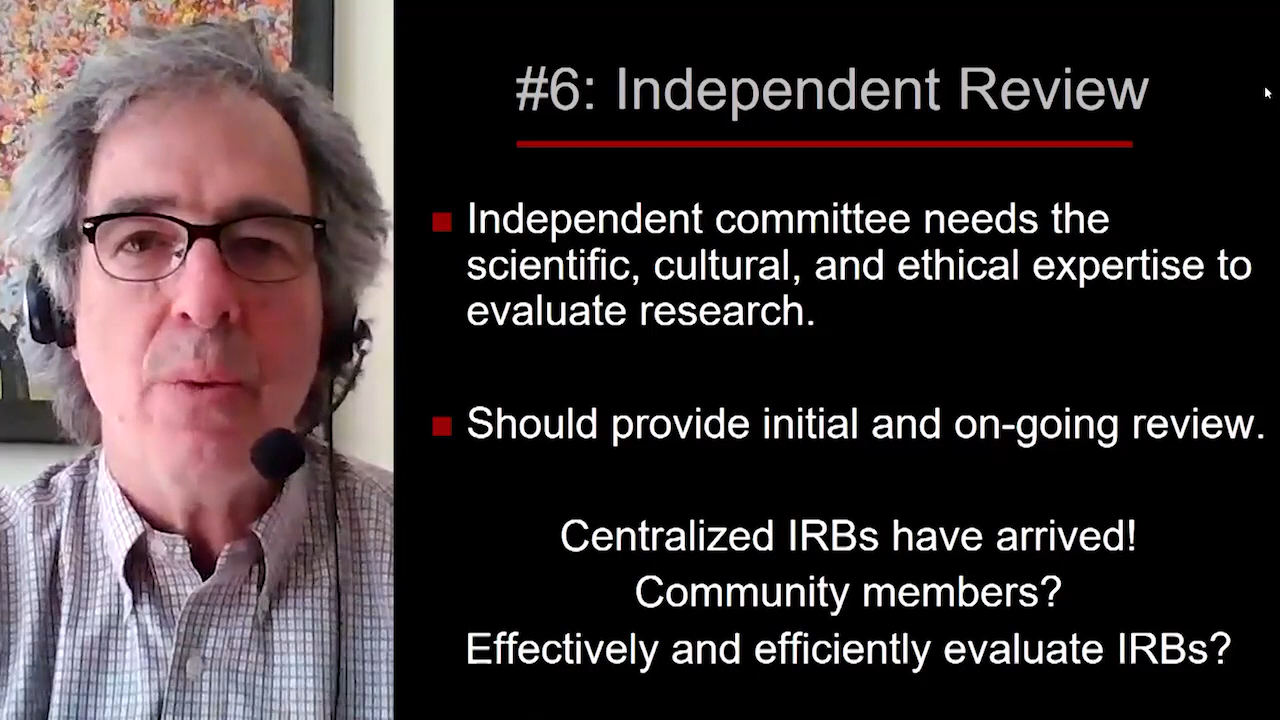 #6: Independent Review
Independent committee needs the
scientific, cultural, and ethical expertise to
evaluate research.
Should provide initial and on-going review.
Centralized IRBs have arrived!
Community members?
Effectively and efficiently evaluate IRBs?